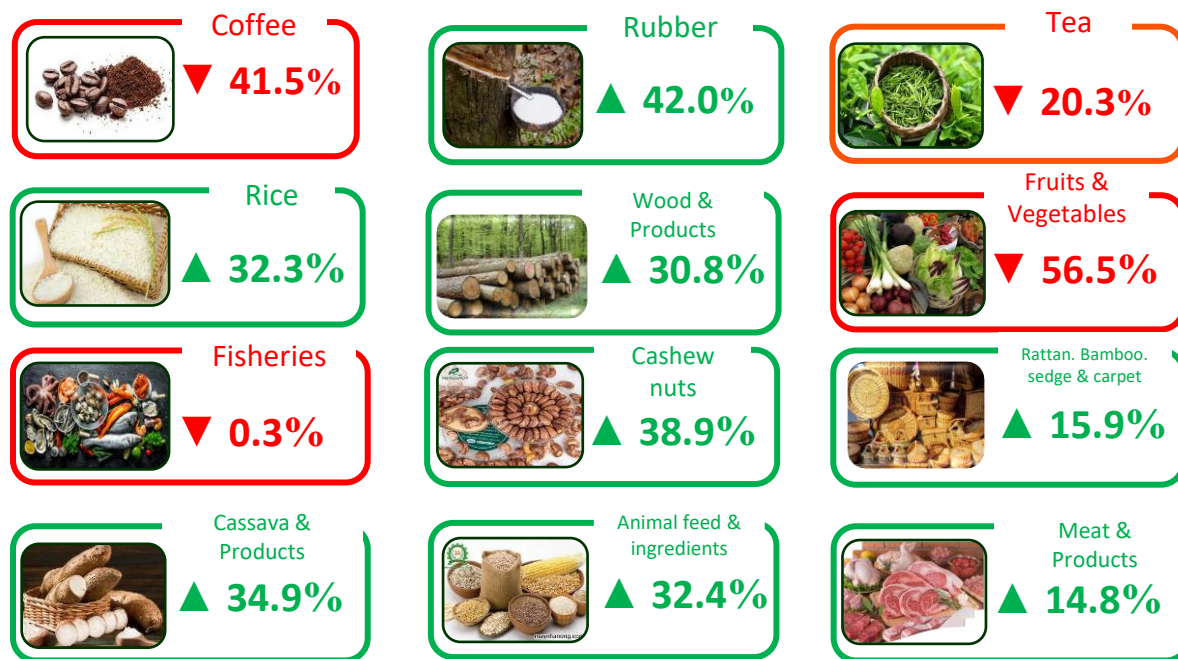 Coffee
▼ 41.5%
Rubber
▲ 42.0%
Tea
▼ 20.3%
Rice
▲ 32.3%
Wood &
Products
▲ 30.8%
Fruits &
Vegetables
▼ 56.5%
Fisheries
▼ 0.3%
Cashew
nuts
▲ 38.9%
Rattan. Bamboo.
sedge & carpet
▲ 15.9%
Cassava &
Products
▲ 34.9%
Animal feed &
ingredients
▲ 32.4%
Meat &
Products
▲ 14.8%